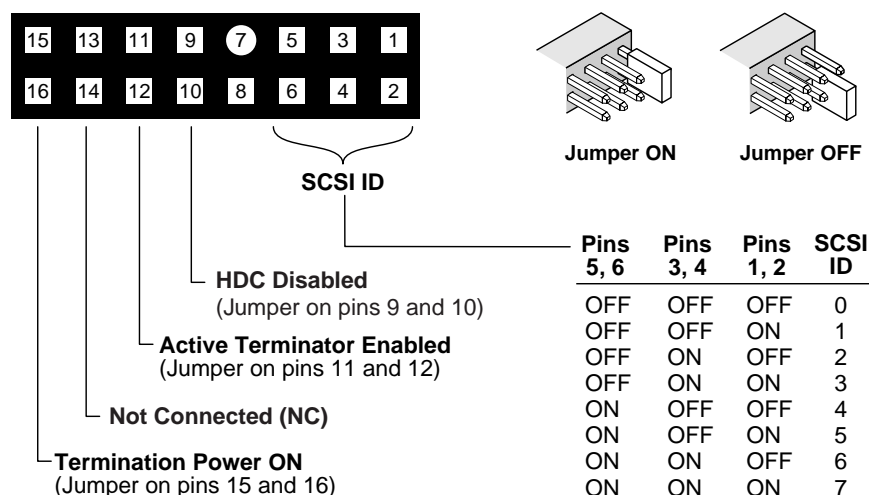 15 13 11 9 7 5 3 1
16 14 12 10 8 6 4 2
Jumper ON
Jumper OFF
SCSI ID
HDC Disabled
(Jumper on pins 9 and 10)
Active Terminator Enabled
(Jumper on pins 11 and 12)
Not Connected (NC)
Termination Power ON
(Jumper on pins 15 and 16)
Pins 5, 6 Pins 3, 4 Pins 1, 2 SCSI ID
OFF OFF OFF 0
OFF OFF ON 1
OFF ON OFF 2
OFF ON ON 3
ON OFF OFF 4
ON OFF ON 5
ON ON OFF 6
ON ON ON 7